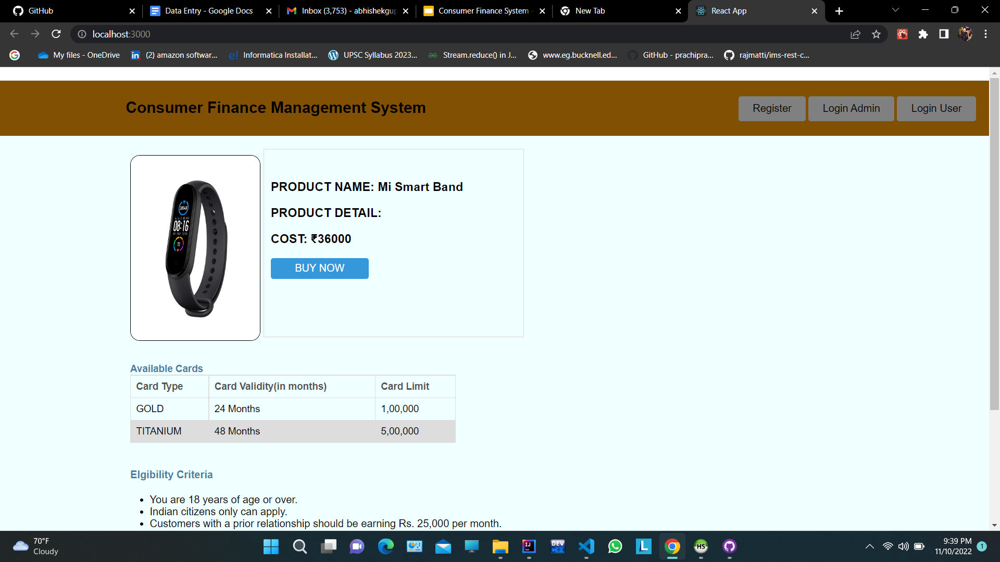 GitHub
Data Entry - Google Docs
Inbox (3,753) - abhishekgup
Consumer Finance System -
New Tab
React App
localhost:3000
My files - OneDrive
(2) amazon softwar...
Informatica Installat...
UPSC Syllabus 2023...
Stream.reduce() in J...
www.eg.bucknell.ed...
GitHub - prachipra...
rajmatti/ims-rest-c...
Consumer Finance Management System
Register
Login Admin
Login User
08:16
72
PRODUCT NAME: Mi Smart Band
PRODUCT DETAIL:
COST: ₹36000
BUY NOW
Available Cards
Card Type Card Validity(in months) Card Limit
GOLD 24 Months 1,00,000
TITANIUM 48 Months 5,00,000
Elgibility Criteria
You are 18 years of age or over.
Indian citizens only can apply.
Customers with a prior relationship should be earning Rs. 25,000 per month.
70°F
Cloudy
IJ
DEV
L
HS
9:39 PM
11/10/2022
1